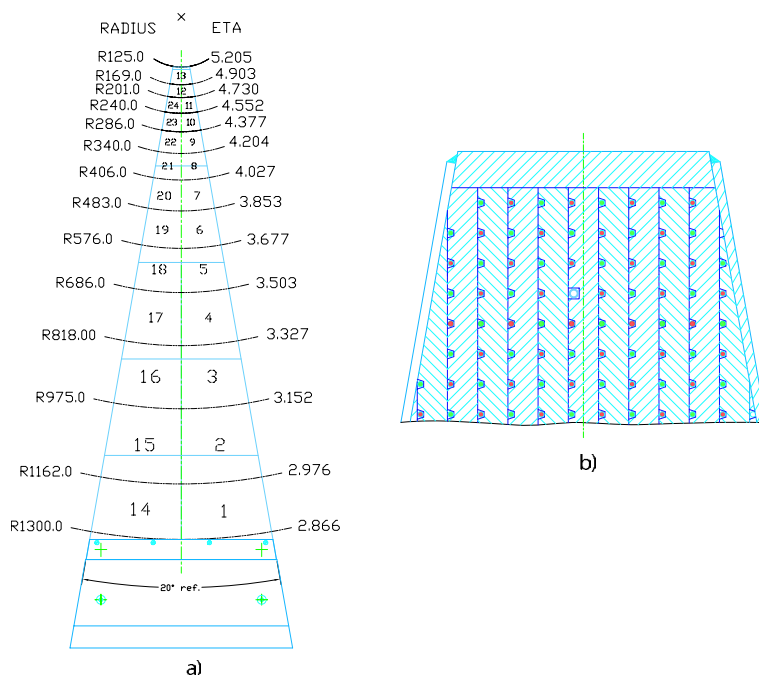 RADIUS ETA
R125.0 5.205
R169.0 13 4.903
R201.0 12 4.730
R240.0 24 11 4.552
R286.0 23 10 4.377
R340.0 22 9 4.204
R406.0 21 8 4.027
R483.0 20 7 3.853
R576.0 19 6 3.677
R686.0 18 5 3.503
R818.00 17 4 3.327
R975.0 16 3 3.152
R1162.0 15 2 2.976
R1300.0 14 1 2.866
20° ref.
a)
b)